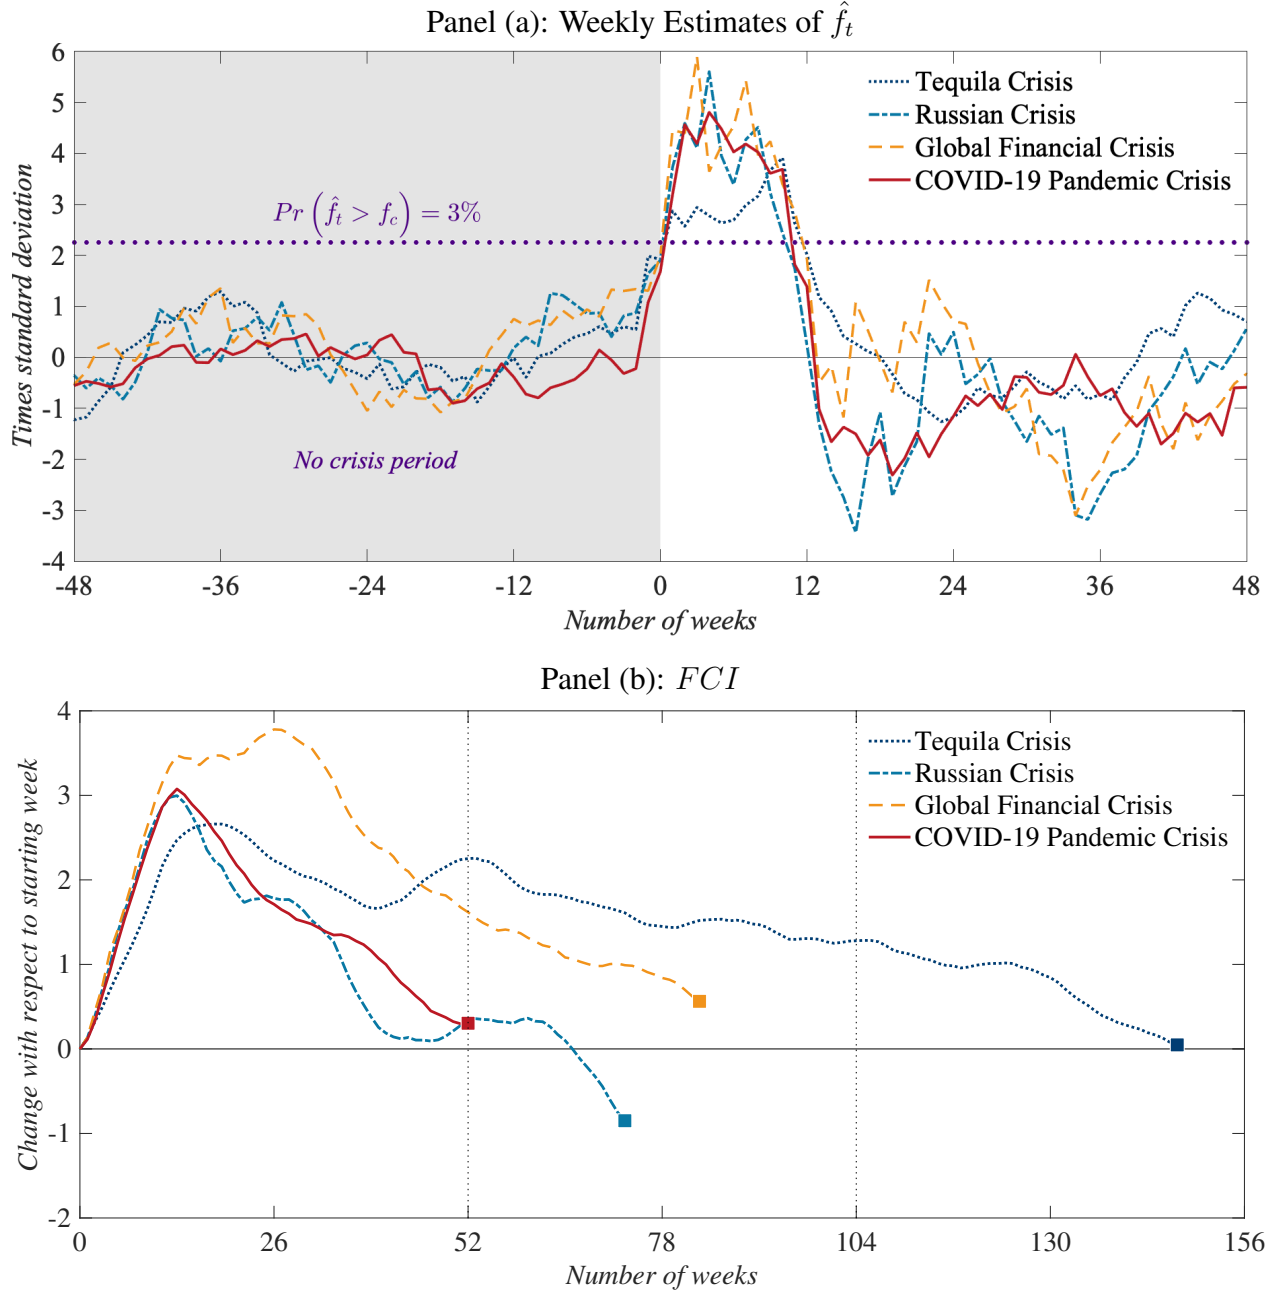 Panel (a): Weekly Estimates of f̂_t
6
5
4
3
2
1
0
-1
-2
-3
-4
Times standard deviation
Tequila Crisis
Russian Crisis
Global Financial Crisis
COVID-19 Pandemic Crisis
Pr (f̂_t > f_c) = 3%
No crisis period
-48 -36 -24 -12 0 12 24 36 48
Number of weeks
Panel (b): FCI
4
3
2
1
0
-1
-2
Change with respect to starting week
Tequila Crisis
Russian Crisis
Global Financial Crisis
COVID-19 Pandemic Crisis
0 26 52 78 104 130 156
Number of weeks